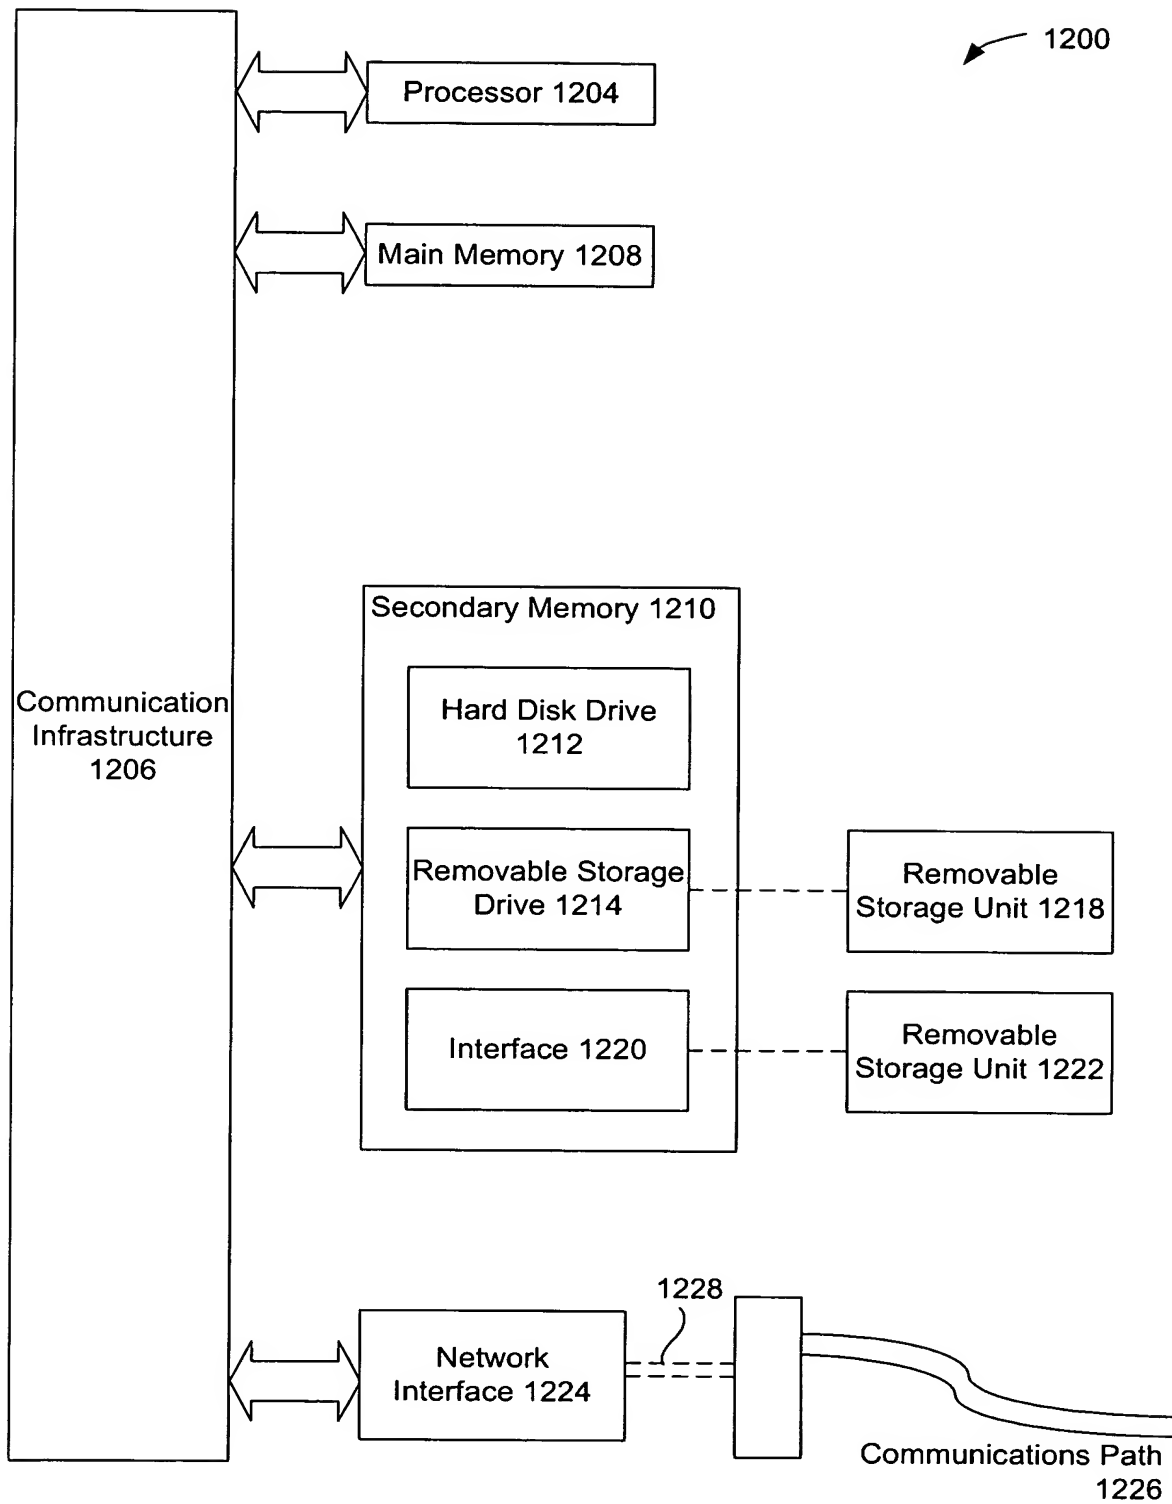 1200
Processor 1204
Main Memory 1208
Secondary Memory 1210
Hard Disk Drive
1212
Communication
Infrastructure
1206
Removable Storage
Drive 1214
Removable
Storage Unit 1218
Interface 1220
Removable
Storage Unit 1222
1228
Network
Interface 1224
Communications Path
1226